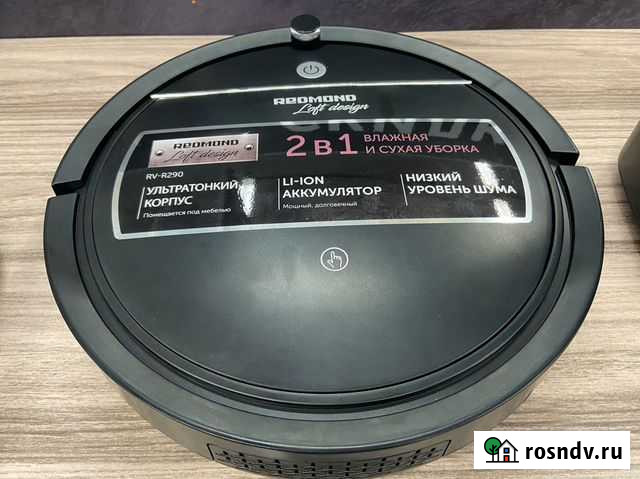 REDMOND
Loft design
REDMOND
Loft design
2 в 1 ВЛАЖНАЯ
И СУХАЯ УБОРКА
RV-R290
УЛЬТРАТОНКИЙ
КОРПУС
Помещается под мебелью
LI-ION
АККУМУЛЯТОР
Мощный, долговечный
НИЗКИЙ
УРОВЕНЬ ШУМА
rosndv.ru